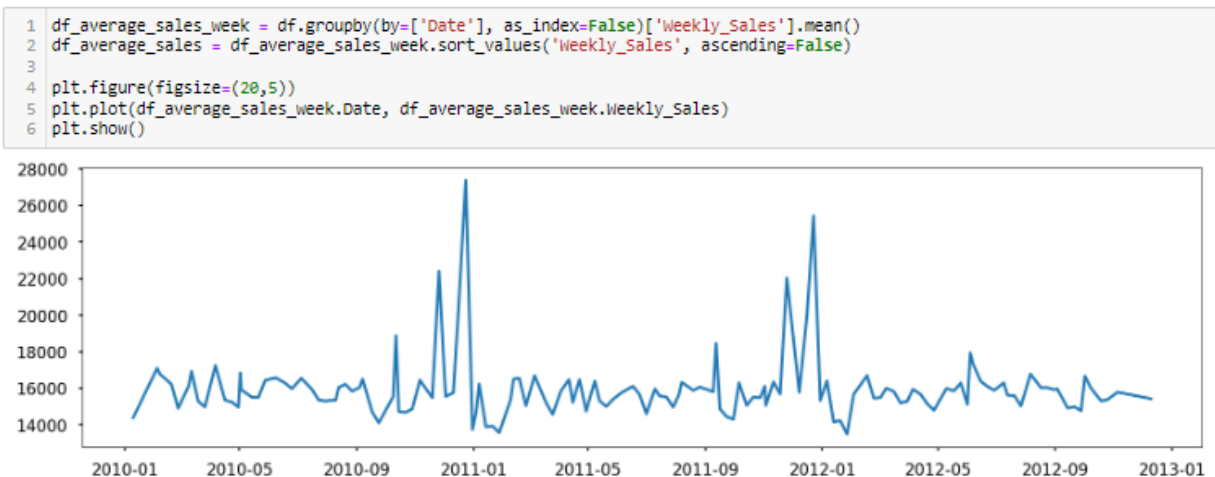 1 df_average_sales_week = df.groupby(by=['Date'], as_index=False)['Weekly_Sales'].mean()
2 df_average_sales = df_average_sales_week.sort_values('Weekly_Sales', ascending=False)
3
4 plt.figure(figsize=(20,5))
5 plt.plot(df_average_sales_week.Date, df_average_sales_week.Weekly_Sales)
6 plt.show()
28000
26000
24000
22000
20000
18000
16000
14000
2010-01 2010-05 2010-09 2011-01 2011-05 2011-09 2012-01 2012-05 2012-09 2013-01